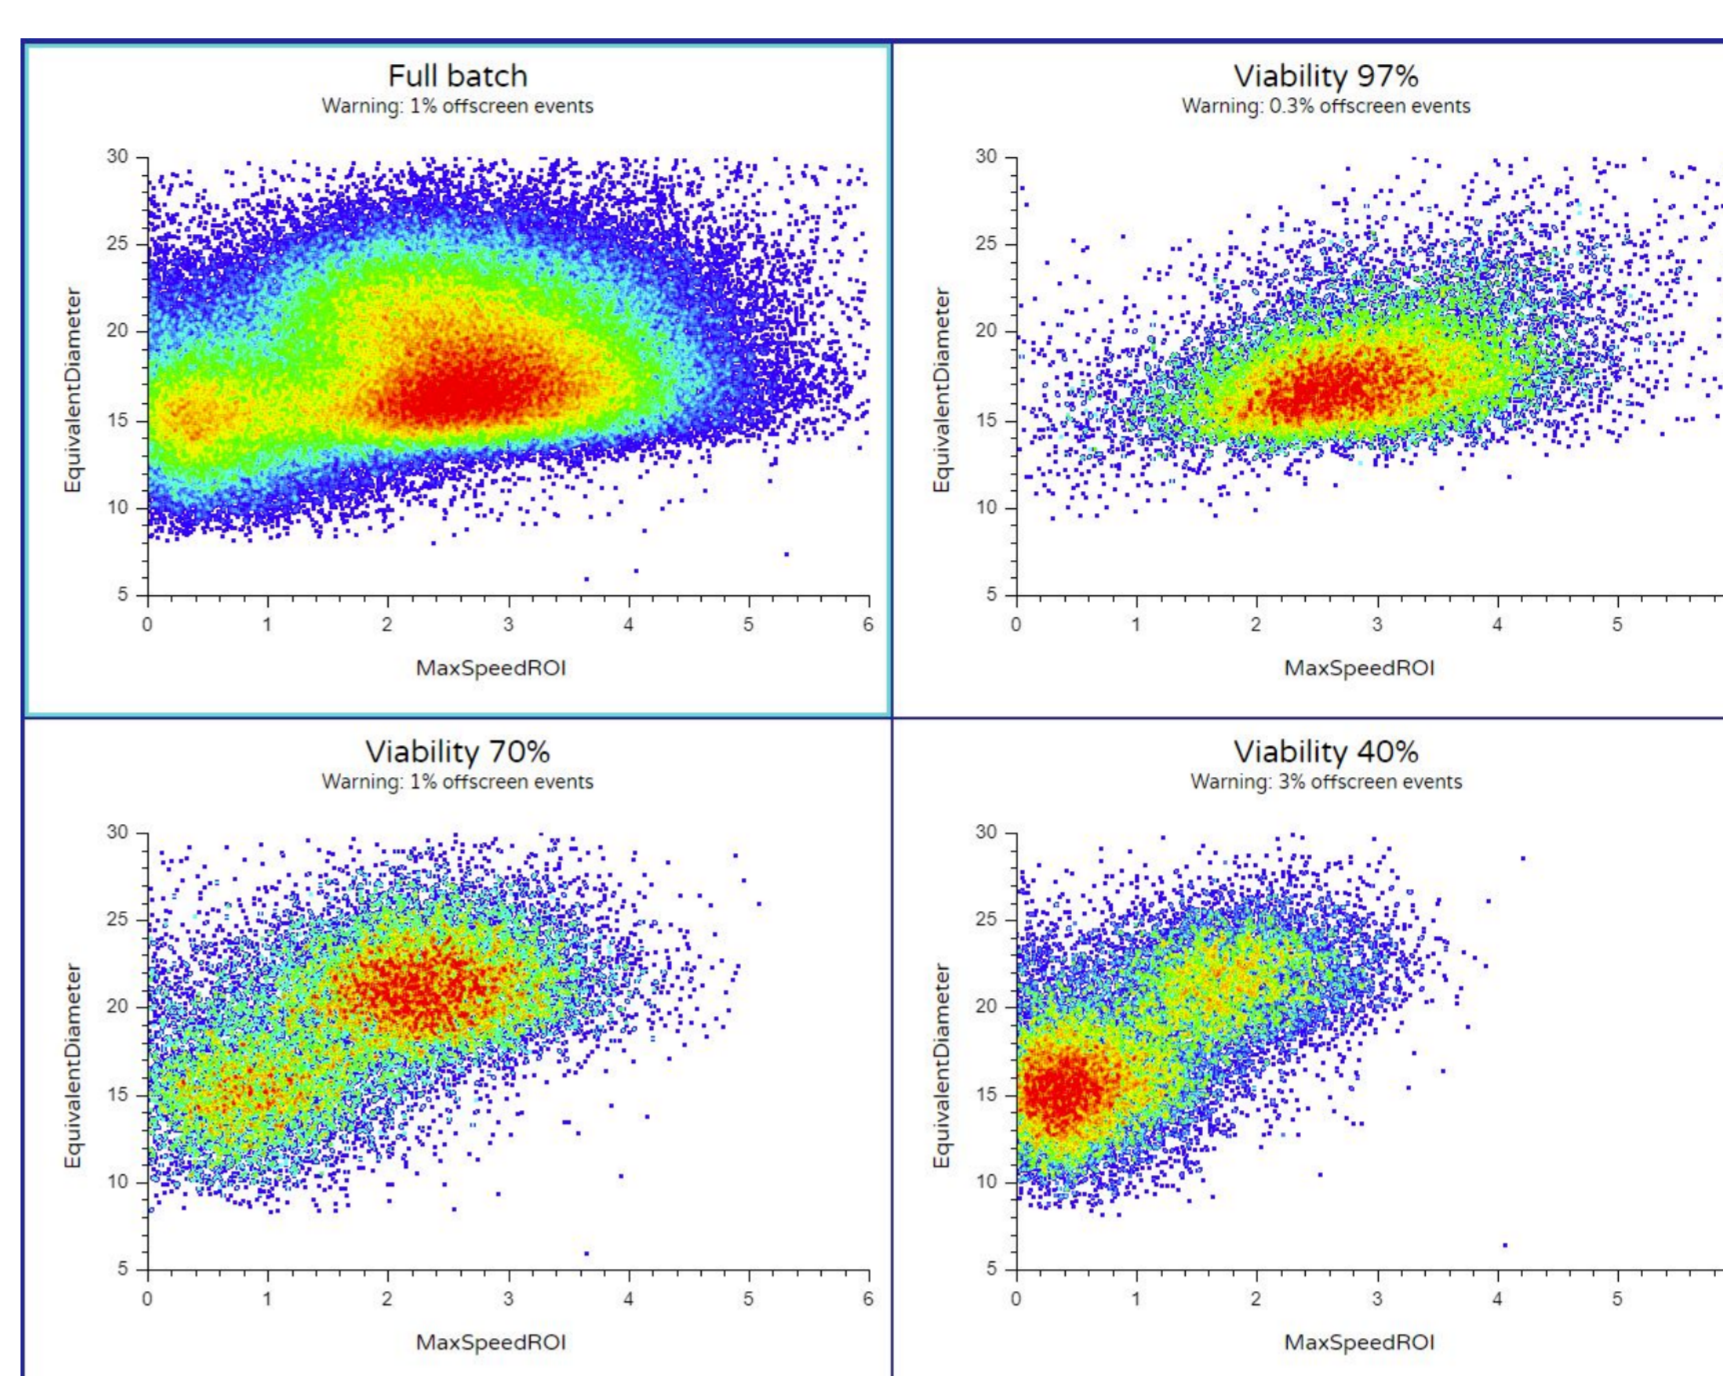 Full batch
Warning: 1% offscreen events
30
25
20
15
10
5
EquivalentDiameter
0 1 2 3 4 5 6
MaxSpeedROI
Viability 97%
Warning: 0.3% offscreen events
30
25
20
15
10
5
EquivalentDiameter
0 1 2 3 4 5
MaxSpeedROI
Viability 70%
Warning: 1% offscreen events
30
25
20
15
10
5
EquivalentDiameter
0 1 2 3 4 5 6
MaxSpeedROI
Viability 40%
Warning: 3% offscreen events
30
25
20
15
10
5
EquivalentDiameter
0 1 2 3 4 5
MaxSpeedROI